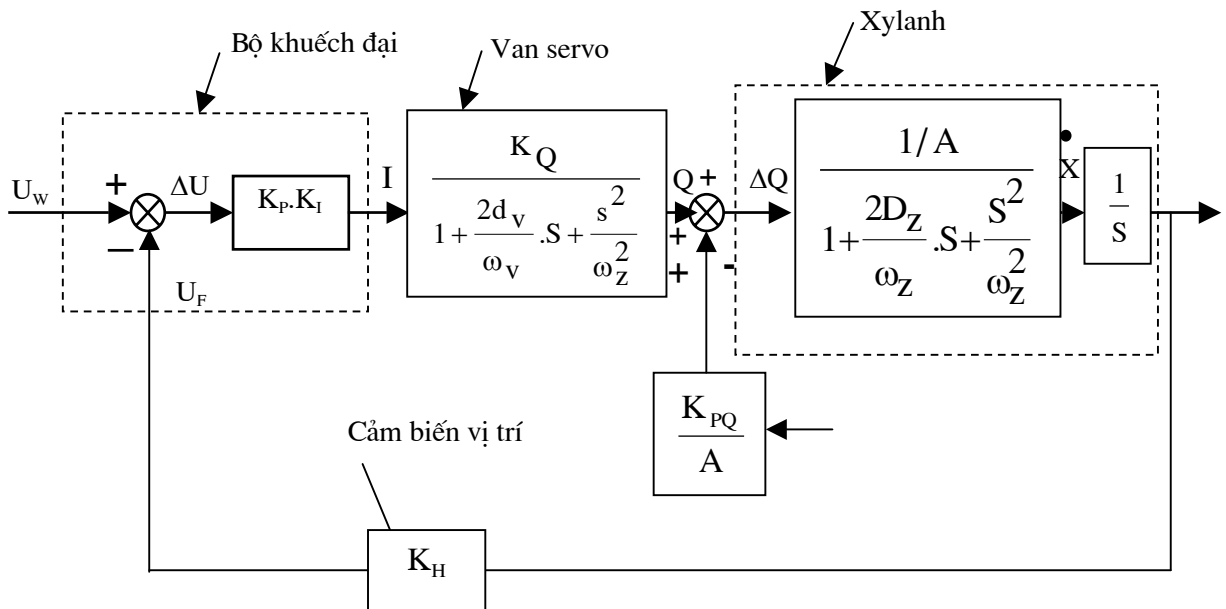 Xylanh
Bộ khuếch đại
Van servo
U_W
+
ΔU
−
K_P.K_I
I
K_Q
1 + 2d_v/ω_v .S + s²/ω_z²
Q
+
+
+
-
ΔQ
1/A
1 + 2D_z/ω_z .S + S²/ω_z²
Ẋ
1/S
U_F
K_PQ/A
Cảm biến vị trí
K_H